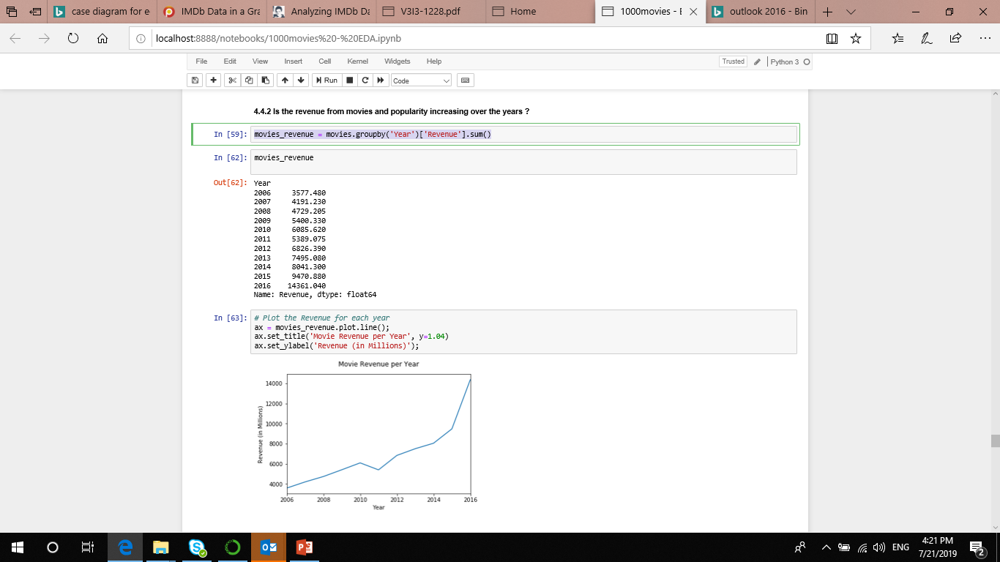 case diagram for e
IMDb Data in a Gra
Analyzing IMDb Da
V3I3-1228.pdf
Home
1000movies - E
outlook 2016 - Bin
localhost:8888/notebooks/1000movies%20-%20EDA.ipynb
File Edit View Insert Cell Kernel Widgets Help
Trusted
Python 3
Run
Code
4.4.2 Is the revenue from movies and popularity increasing over the years ?
In [59]: movies_revenue = movies.groupby('Year')['Revenue'].sum()
In [62]: movies_revenue
Out[62]: Year
2006 3577.480
2007 4191.230
2008 4729.205
2009 5400.330
2010 6085.620
2011 5389.075
2012 6826.390
2013 7495.080
2014 8041.300
2015 9470.880
2016 14361.040
Name: Revenue, dtype: float64
In [63]: # Plot the Revenue for each year
ax = movies_revenue.plot.line();
ax.set_title('Movie Revenue per Year', y=1.04)
ax.set_ylabel('Revenue (in Millions)');
Movie Revenue per Year
14000
12000
10000
8000
6000
4000
Revenue (in Millions)
2006 2008 2010 2012 2014 2016
Year
ENG
4:21 PM
7/21/2019
2